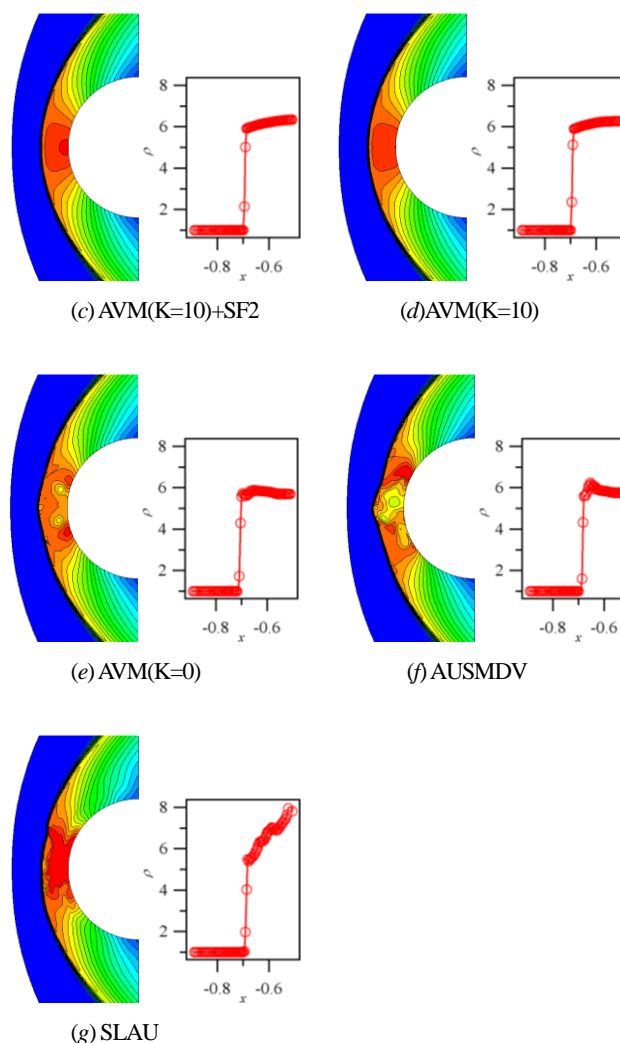 8
6
ρ
4
2
-0.8 -0.6
x
(c) AVM(K=10)+SF2
8
6
ρ
4
2
-0.8 -0.6
x
(d)AVM(K=10)
8
6
ρ
4
2
-0.8 -0.6
x
(e) AVM(K=0)
8
6
ρ
4
2
-0.8 -0.6
x
(f) AUSMDV
8
6
ρ
4
2
-0.8 -0.6
x
(g) SLAU